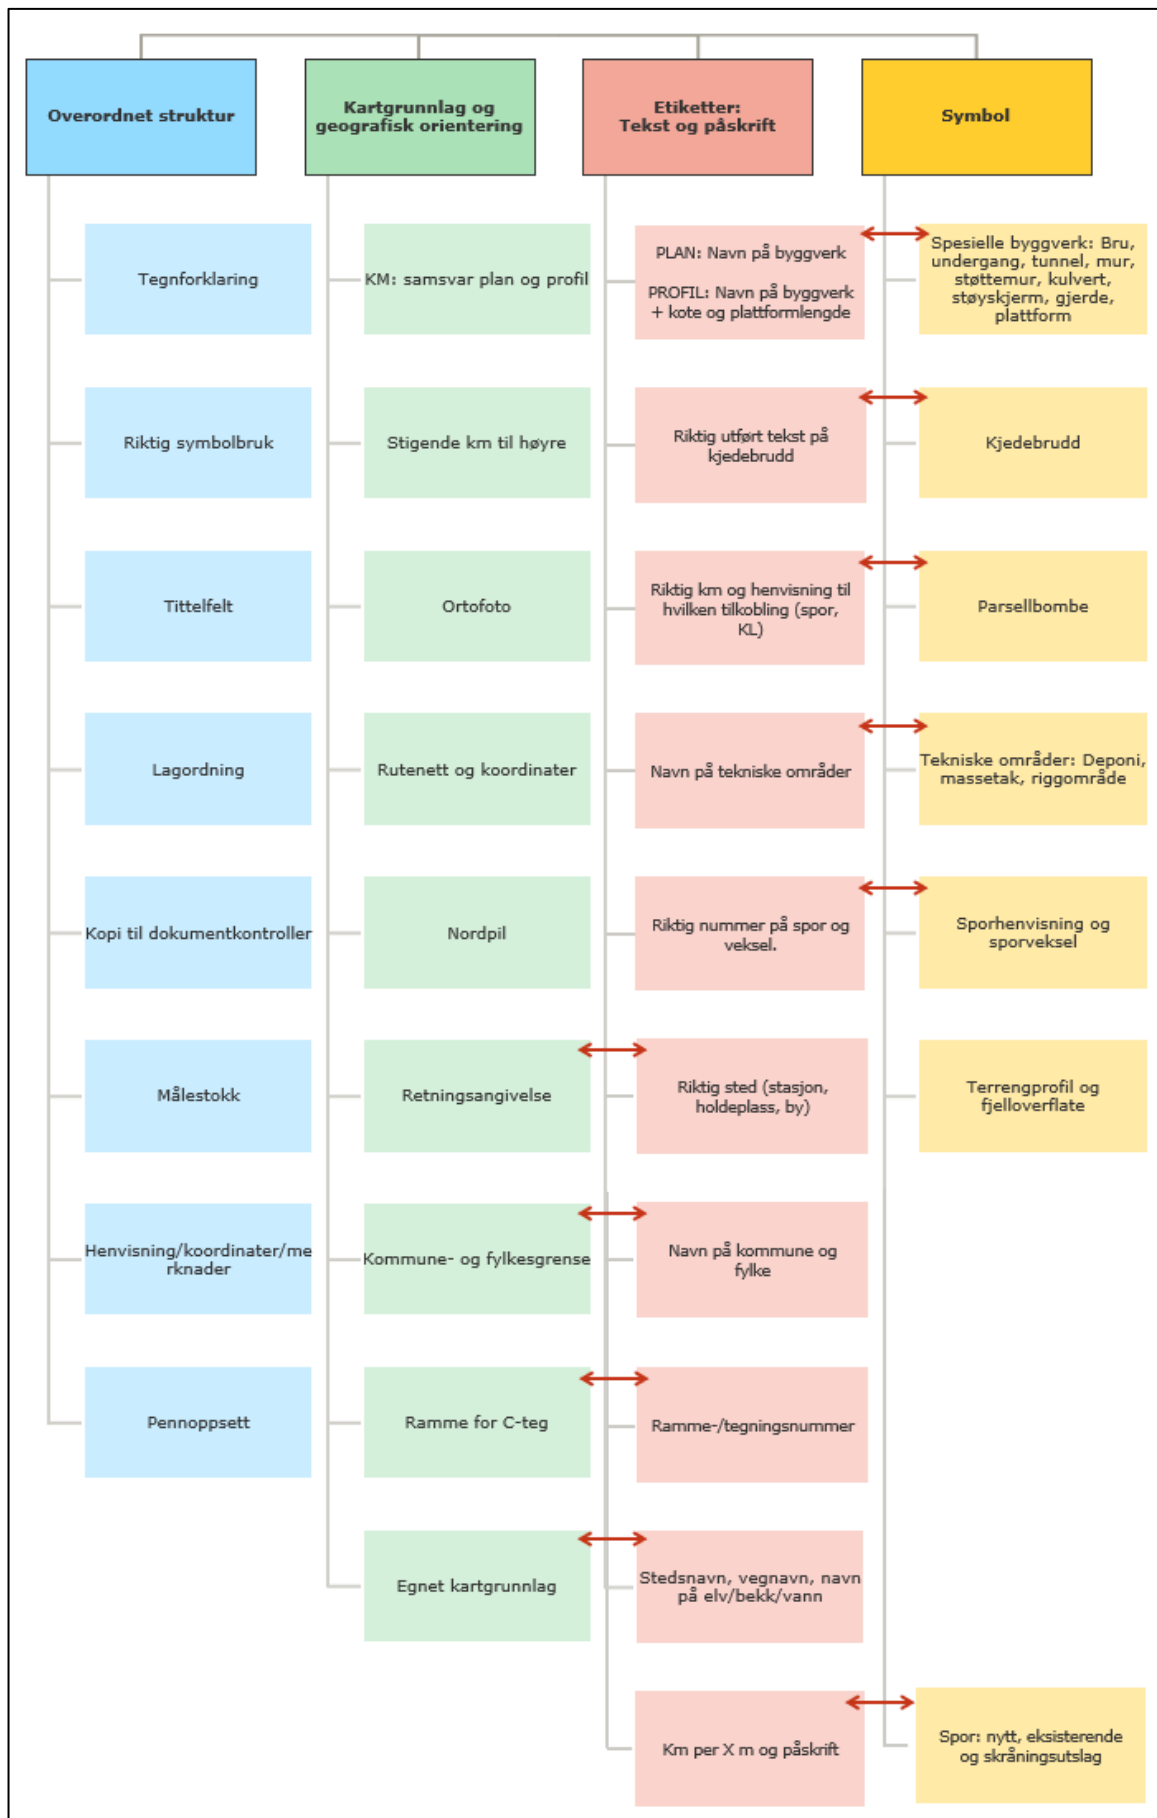 Overordnet struktur
Tegnforklaring
Riktig symbolbruk
Tittelfelt
Lagordning
Kopi til dokumentkontroller
Målestokk
Henvisning/koordinater/me
rknader
Pennoppsett
Kartgrunnlag og
geografisk orientering
KM: samsvar plan og profil
Stigende km til høyre
Ortofoto
Rutenett og koordinater
Nordpil
Retningsangivelse
Kommune- og fylkesgrense
Ramme for C-teg
Egnet kartgrunnlag
Etiketter:
Tekst og påskrift
PLAN: Navn på byggverk
PROFIL: Navn på byggverk
+ kote og plattformlengde
Riktig utført tekst på
kjedebrudd
Riktig km og henvisning til
hvilken tilkobling (spor,
KL)
Navn på tekniske områder
Riktig nummer på spor og
veksel.
Riktig sted (stasjon,
holdeplass, by)
Navn på kommune og
fylke
Ramme-/tegningsnummer
Stedsnavn, vegnavn, navn
på elv/bekk/vann
Km per X m og påskrift
Symbol
Spesielle byggverk: Bru,
undergang, tunnel, mur,
støttemur, kulvert,
støyskjerm, gjerde,
plattform
Kjedebrudd
Parsellbombe
Tekniske områder: Deponi,
massetak, riggområde
Sporhenvisning og
sporveksel
Terrengprofil og
fjelloverflate
Spor: nytt, eksisterende
og skråningsutslag